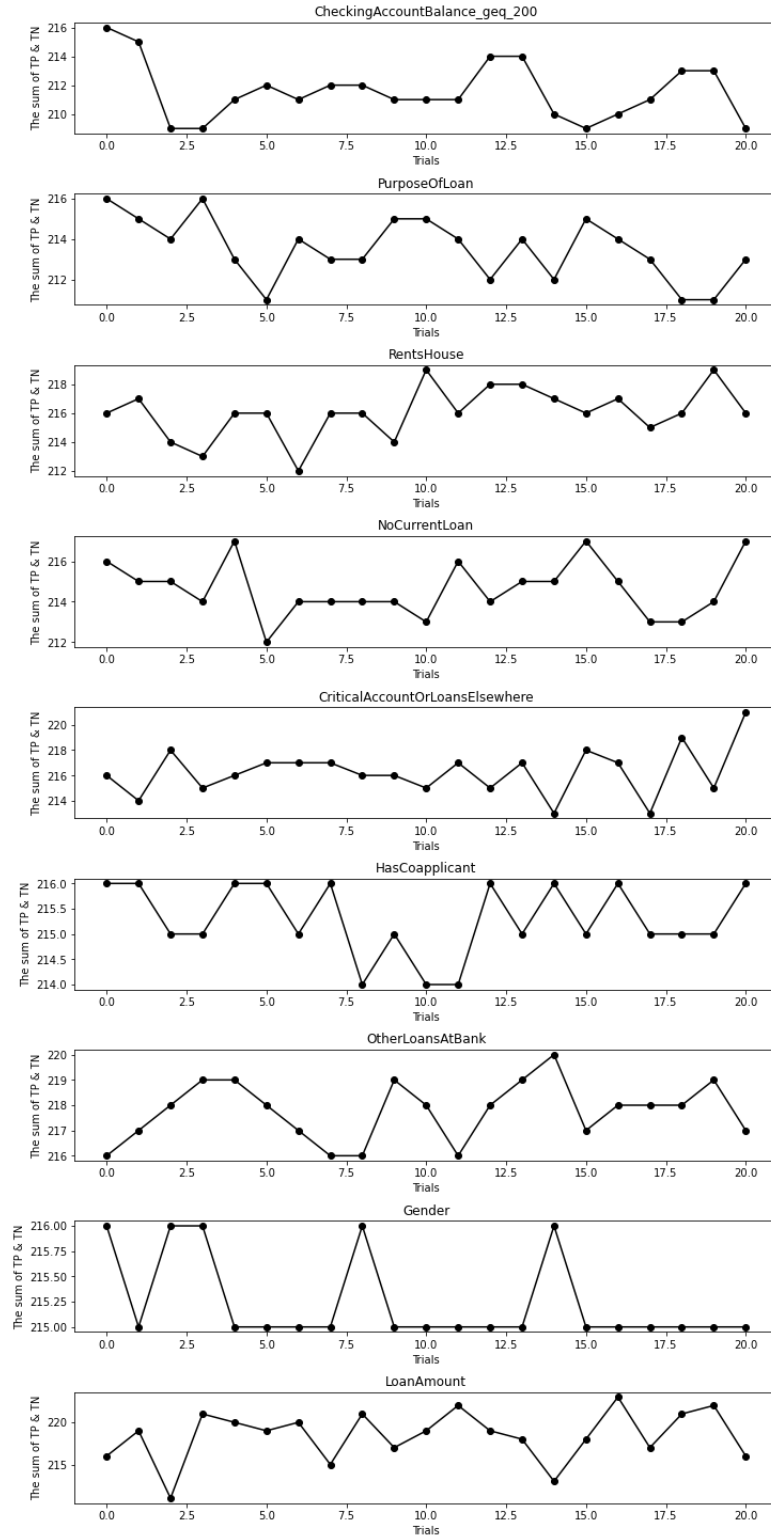 CheckingAccountBalance_geq_200
The sum of TP & TN
216
214
212
210
0.0 2.5 5.0 7.5 10.0 12.5 15.0 17.5 20.0
Trials
PurposeOfLoan
The sum of TP & TN
216
214
212
0.0 2.5 5.0 7.5 10.0 12.5 15.0 17.5 20.0
Trials
RentsHouse
The sum of TP & TN
218
216
214
212
0.0 2.5 5.0 7.5 10.0 12.5 15.0 17.5 20.0
Trials
NoCurrentLoan
The sum of TP & TN
216
214
212
0.0 2.5 5.0 7.5 10.0 12.5 15.0 17.5 20.0
Trials
CriticalAccountOrLoansElsewhere
The sum of TP & TN
220
218
216
214
0.0 2.5 5.0 7.5 10.0 12.5 15.0 17.5 20.0
Trials
HasCoapplicant
The sum of TP & TN
216.0
215.5
215.0
214.5
214.0
0.0 2.5 5.0 7.5 10.0 12.5 15.0 17.5 20.0
Trials
OtherLoansAtBank
The sum of TP & TN
220
219
218
217
216
0.0 2.5 5.0 7.5 10.0 12.5 15.0 17.5 20.0
Trials
Gender
The sum of TP & TN
216.00
215.75
215.50
215.25
215.00
0.0 2.5 5.0 7.5 10.0 12.5 15.0 17.5 20.0
Trials
LoanAmount
The sum of TP & TN
220
215
0.0 2.5 5.0 7.5 10.0 12.5 15.0 17.5 20.0
Trials